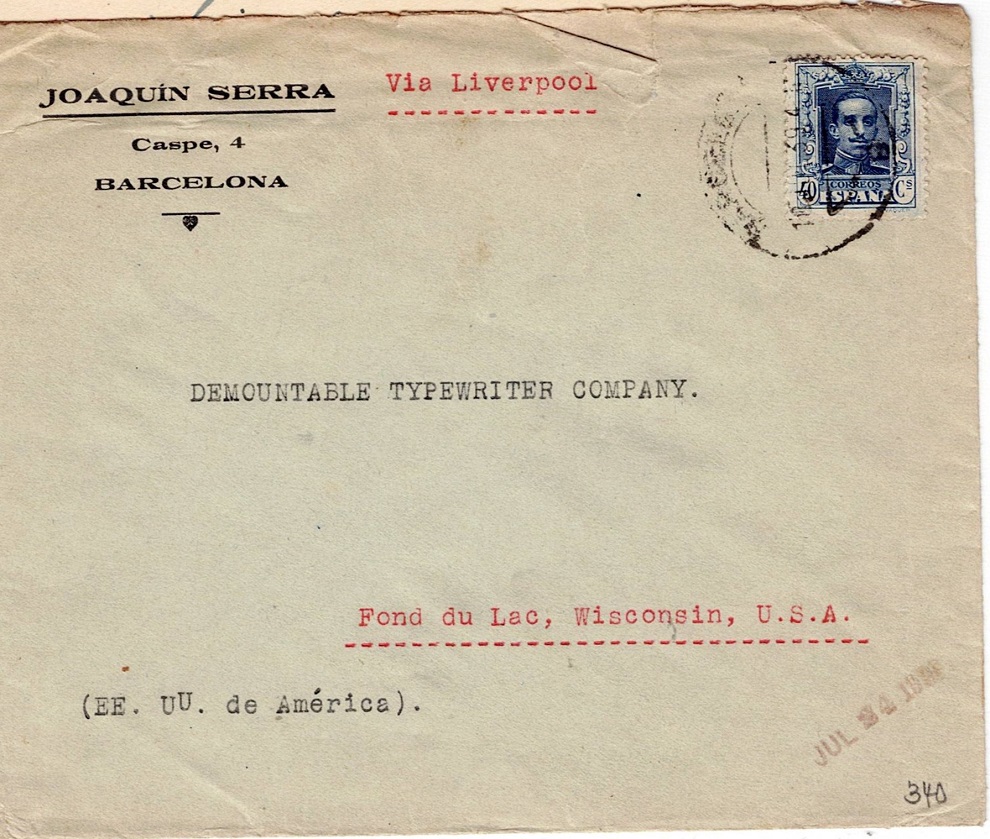 JOAQUÍN SERRA
Caspe, 4
BARCELONA
Via Liverpool
40 Cs
CORREOS
ESPAÑA
DEMOUNTABLE TYPEWRITER COMPANY.
Fond du Lac, Wisconsin, U.S.A.
(EE. UU. de América).
JUL 24
340